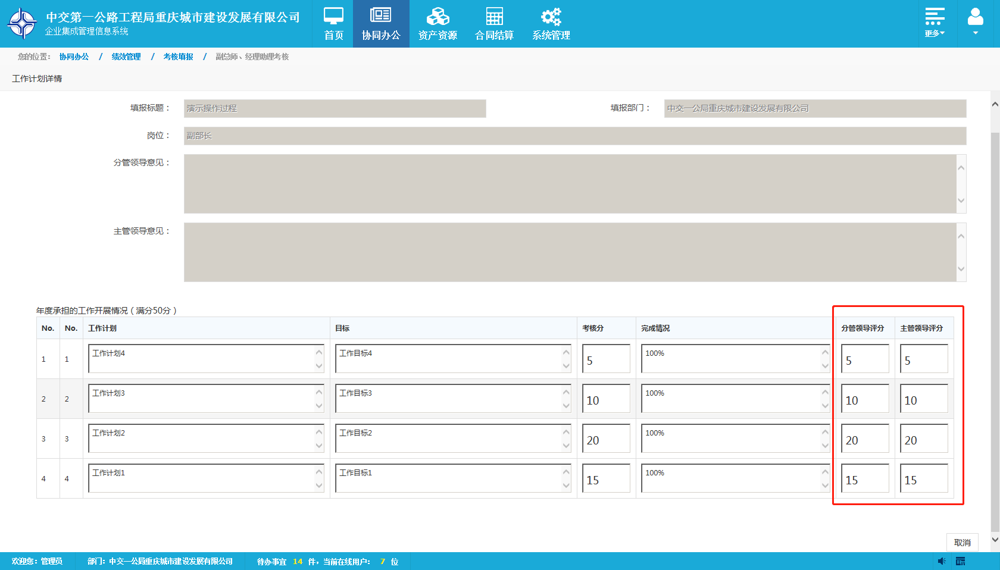 中交第一公路工程局重庆城市建设发展有限公司
企业集成管理信息系统
首页
协同办公
资产资源
合同结算
系统管理
更多
您的位置： 协同办公 / 绩效管理 / 考核填报 / 副总师、经理助理考核
工作计划详情
填报标题： 演示操作过程 填报部门： 中交一公局重庆城市建设发展有限公司
岗位： 副部长
分管领导意见：
主管领导意见：
年度承担的工作开展情况（满分50分）
No. No. 工作计划 目标 考核分 完成情况 分管领导评分 主管领导评分
1 1 工作计划4 工作目标4 5 100% 5 5
2 2 工作计划3 工作目标3 10 100% 10 10
3 3 工作计划2 工作目标2 20 100% 20 20
4 4 工作计划1 工作目标1 15 100% 15 15
取消
欢迎您：管理员 部门：中交一公局重庆城市建设发展有限公司 待办事宜 14 件，当前在线用户： 7 位